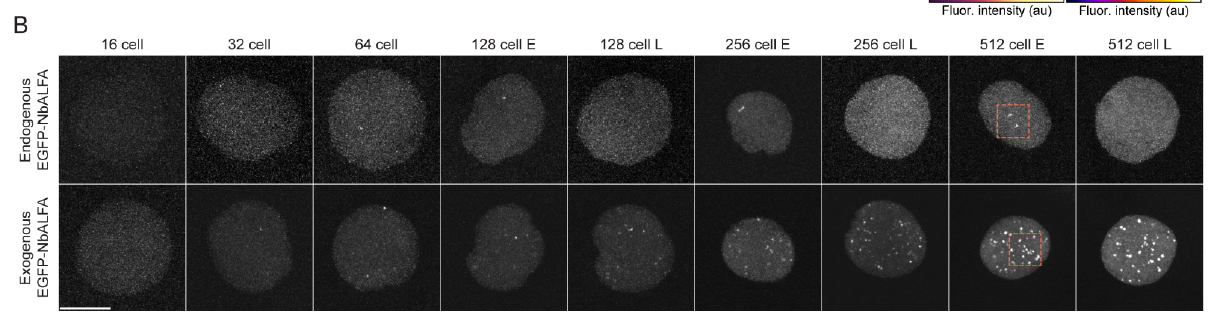 Fluor. intensity (au) Fluor. intensity (au)
B
16 cell 32 cell 64 cell 128 cell E 128 cell L 256 cell E 256 cell L 512 cell E 512 cell L
Endogenous
EGFP-NbALFA
Exogenous
EGFP-NbALFA